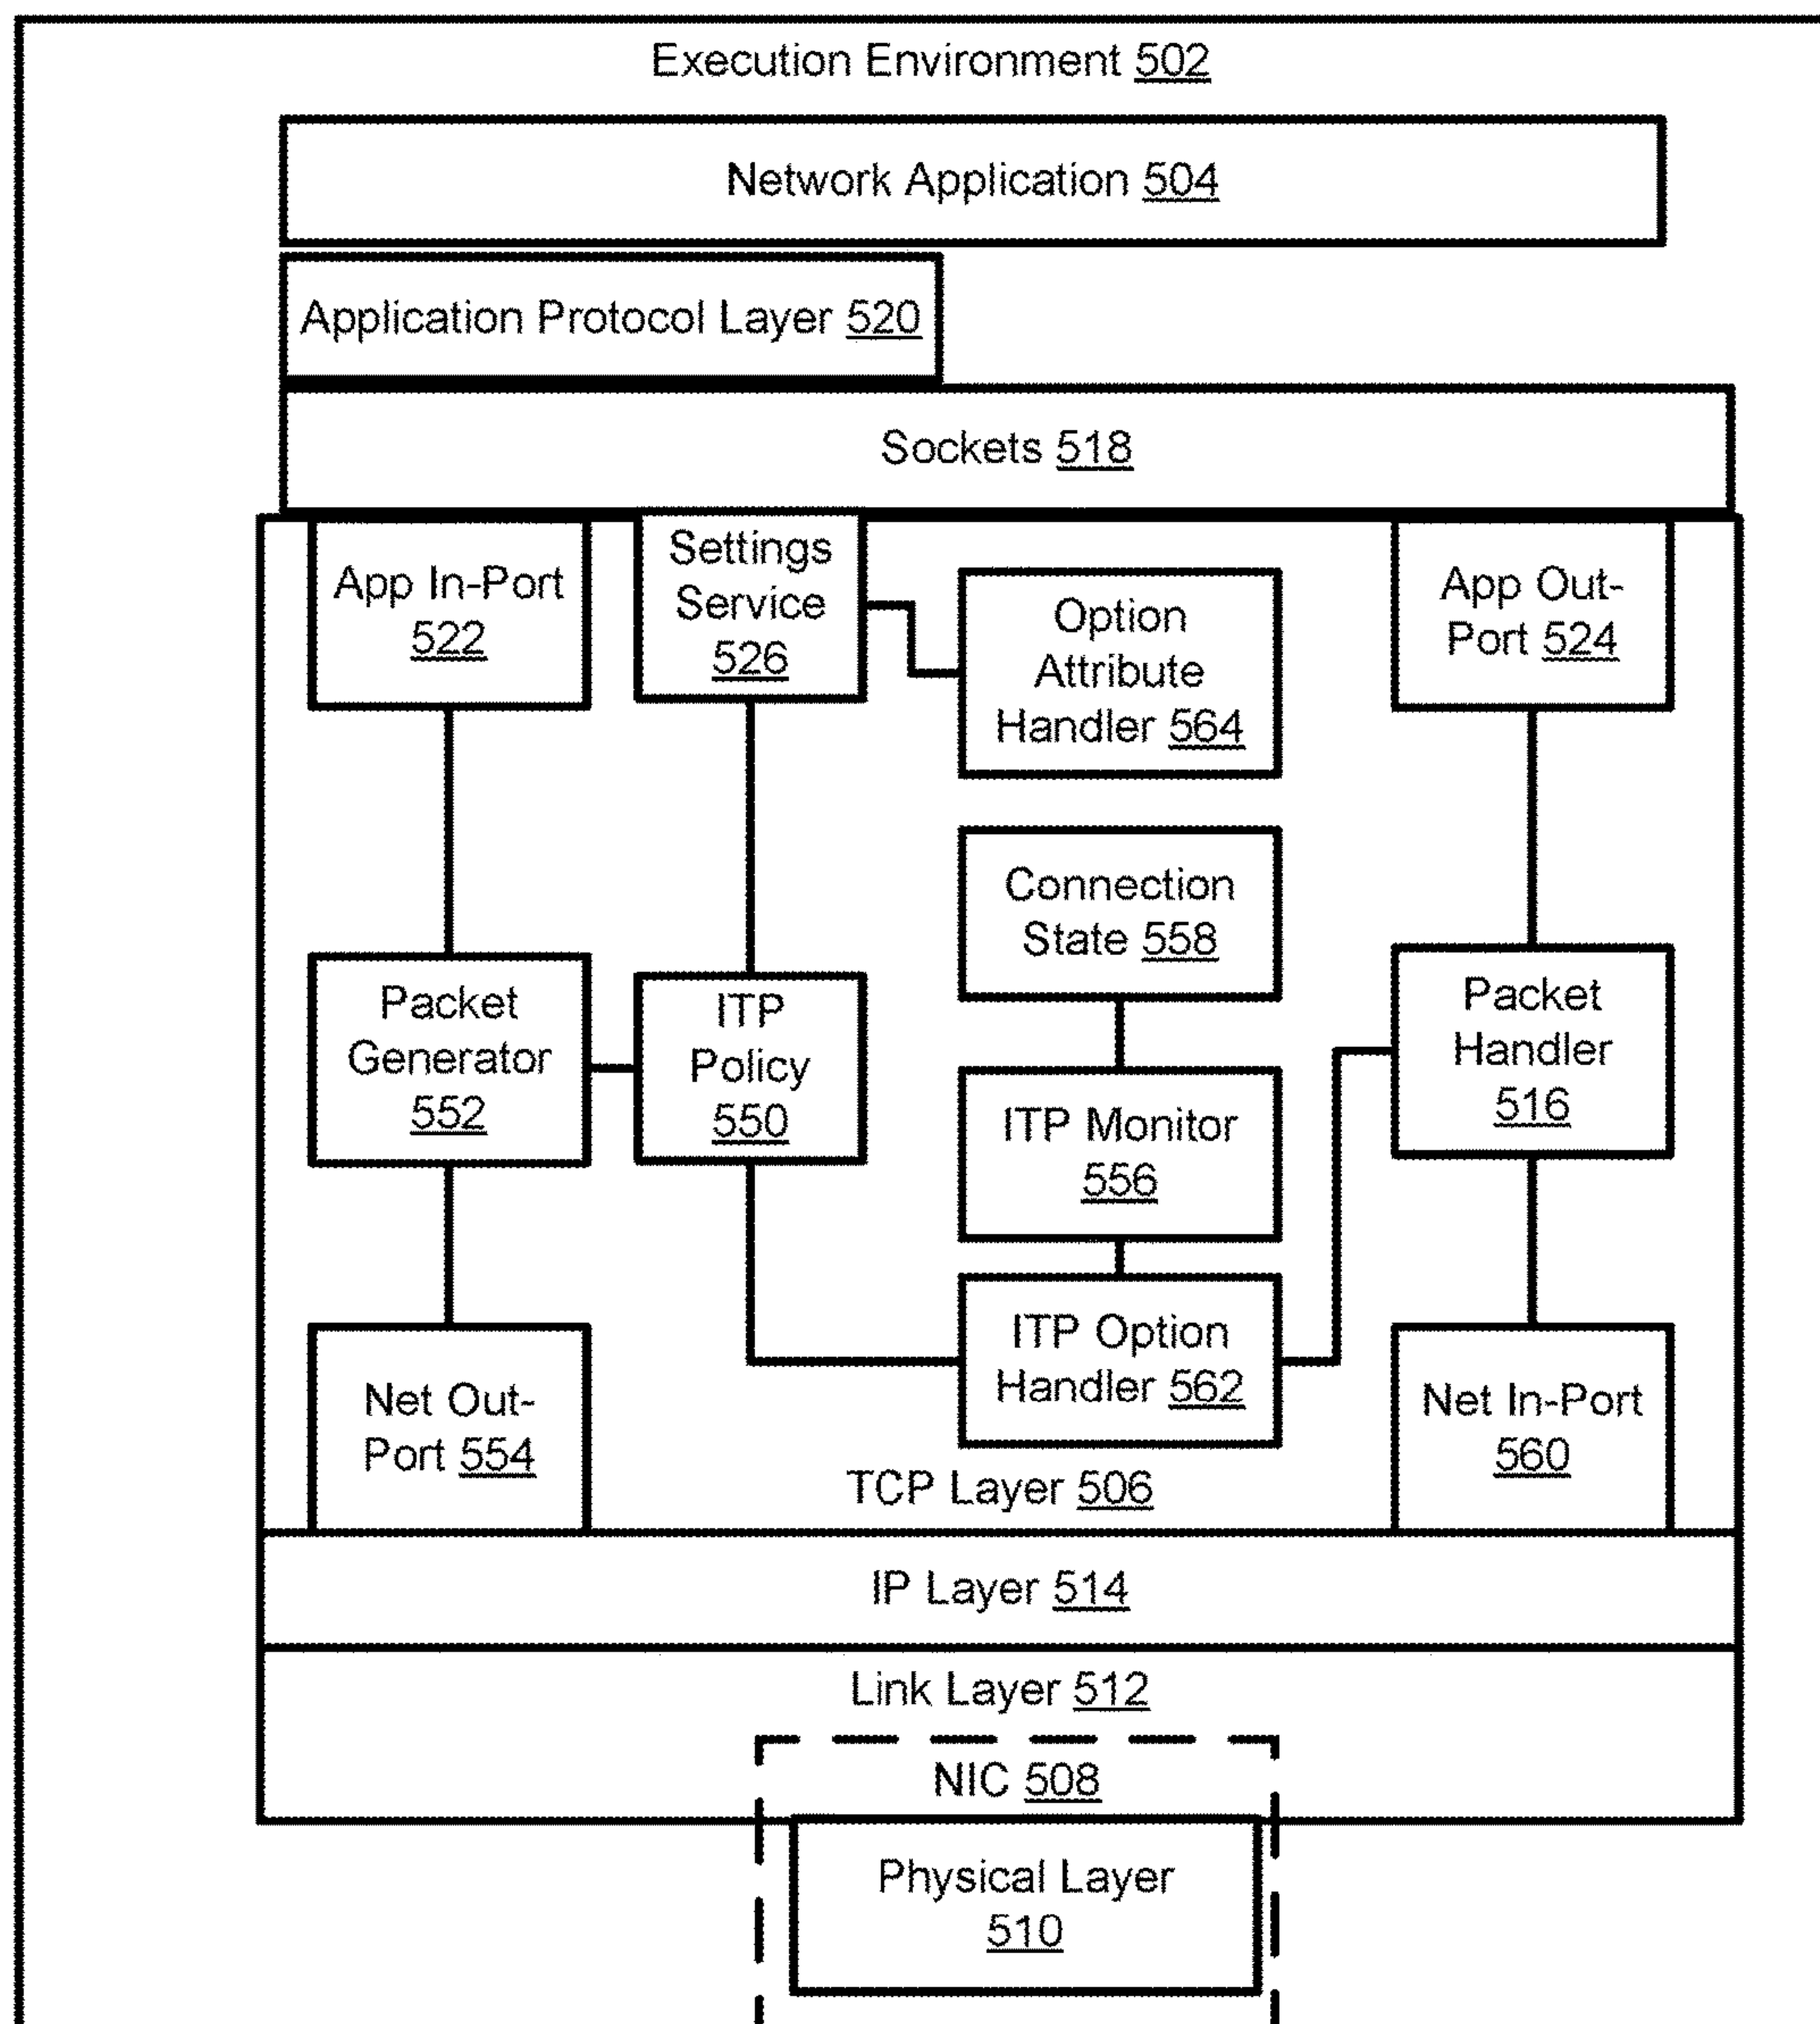 Execution Environment 502
Network Application 504
Application Protocol Layer 520
Sockets 518
App In-Port
522
Settings
Service
526
Option
Attribute
Handler 564
App Out-
Port 524
Connection
State 558
Packet
Generator
552
ITP
Policy
550
ITP Monitor
556
Packet
Handler
516
ITP Option
Handler 562
Net Out-
Port 554
Net In-Port
560
TCP Layer 506
IP Layer 514
Link Layer 512
NIC 508
Physical Layer
510